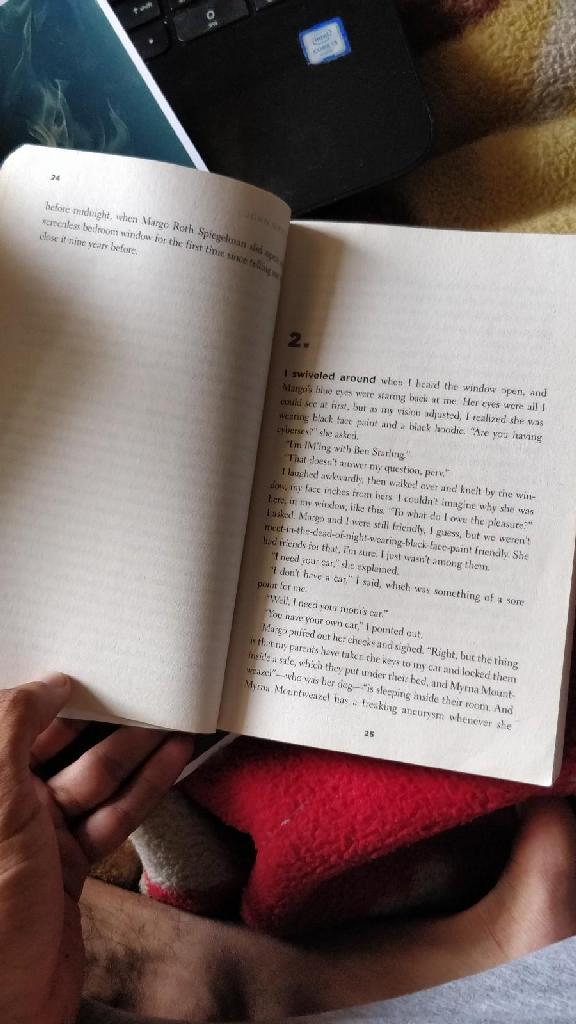 24
JOHN
before midnight, when Margo Roth Spiegelman slid open
screenless bedroom window for the first time since telling me
close it nine years before.
2.
I swiveled around when I heard the window open, and
Margo's blue eyes were staring back at me. Her eyes were all I
could see at first, but as my vision adjusted, I realized she was
wearing black face paint and a black hoodie. "Are you having
cybersex?" she asked.
"I'm IM'ing with Ben Starling."
"That doesn't answer my question, perv."
I laughed awkwardly, then walked over and knelt by the win-
dow, my face inches from hers. I couldn't imagine why she was
here, in my window, like this. "To what do I owe the pleasure?"
I asked. Margo and I were still friendly, I guess, but we weren't
meet-in-the-dead-of-night-wearing-black-face-paint friendly. She
had friends for that, I'm sure. I just wasn't among them.
"I need your car," she explained.
"I don't have a car," I said, which was something of a sore
point for me.
"Well, I need your mom's car."
"You have your own car," I pointed out.
Margo puffed out her cheeks and sighed. "Right, but the thing
is that my parents have taken the keys to my car and locked them
inside a safe, which they put under their bed, and Myrna Mount-
weazel"—who was her dog—"is sleeping inside their room. And
Myrna Mountweazel has a freaking aneurysm whenever she
25
intel
CORE i3